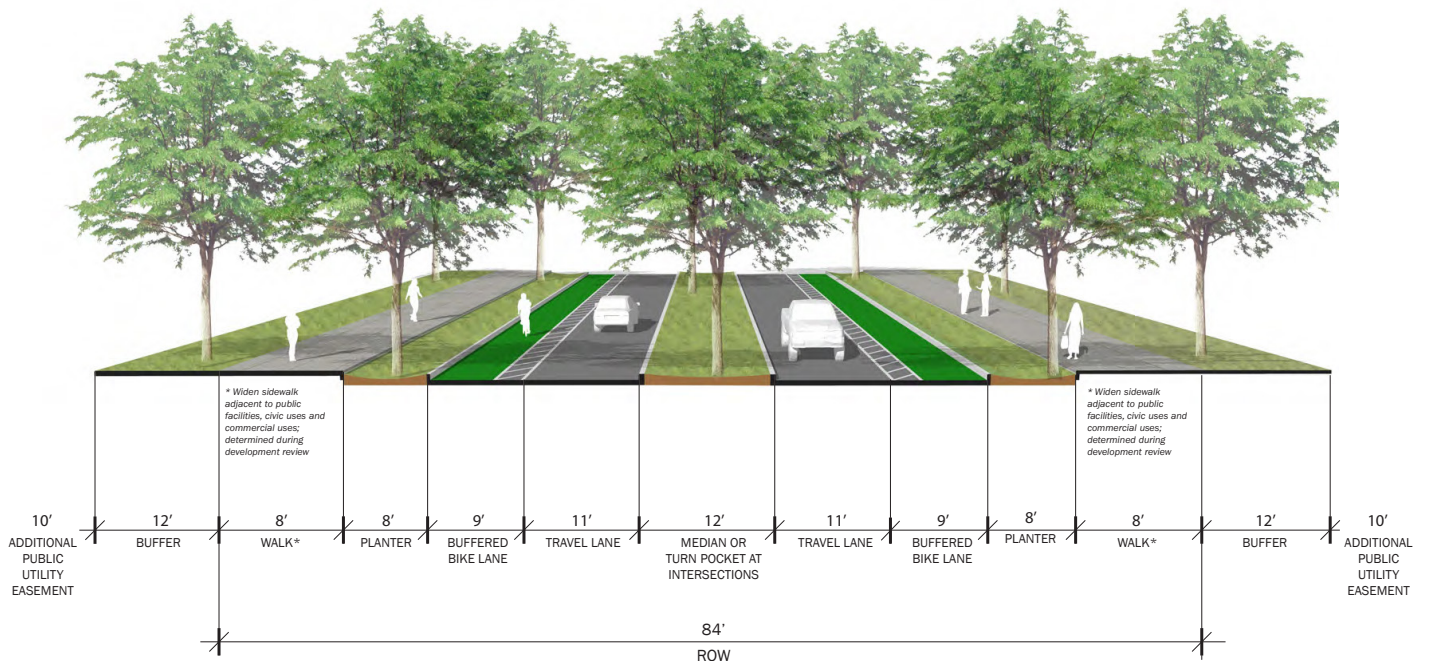 * Widen sidewalk
adjacent to public
facilities, civic uses and
commercial uses;
determined during
development review
* Widen sidewalk
adjacent to public
facilities, civic uses and
commercial uses;
determined during
development review
10'
ADDITIONAL
PUBLIC
UTILITY
EASEMENT
12'
BUFFER
8'
WALK*
8'
PLANTER
9'
BUFFERED
BIKE LANE
11'
TRAVEL LANE
12'
MEDIAN OR
TURN POCKET AT
INTERSECTIONS
11'
TRAVEL LANE
9'
BUFFERED
BIKE LANE
8'
PLANTER
8'
WALK*
12'
BUFFER
10'
ADDITIONAL
PUBLIC
UTILITY
EASEMENT
84'
ROW